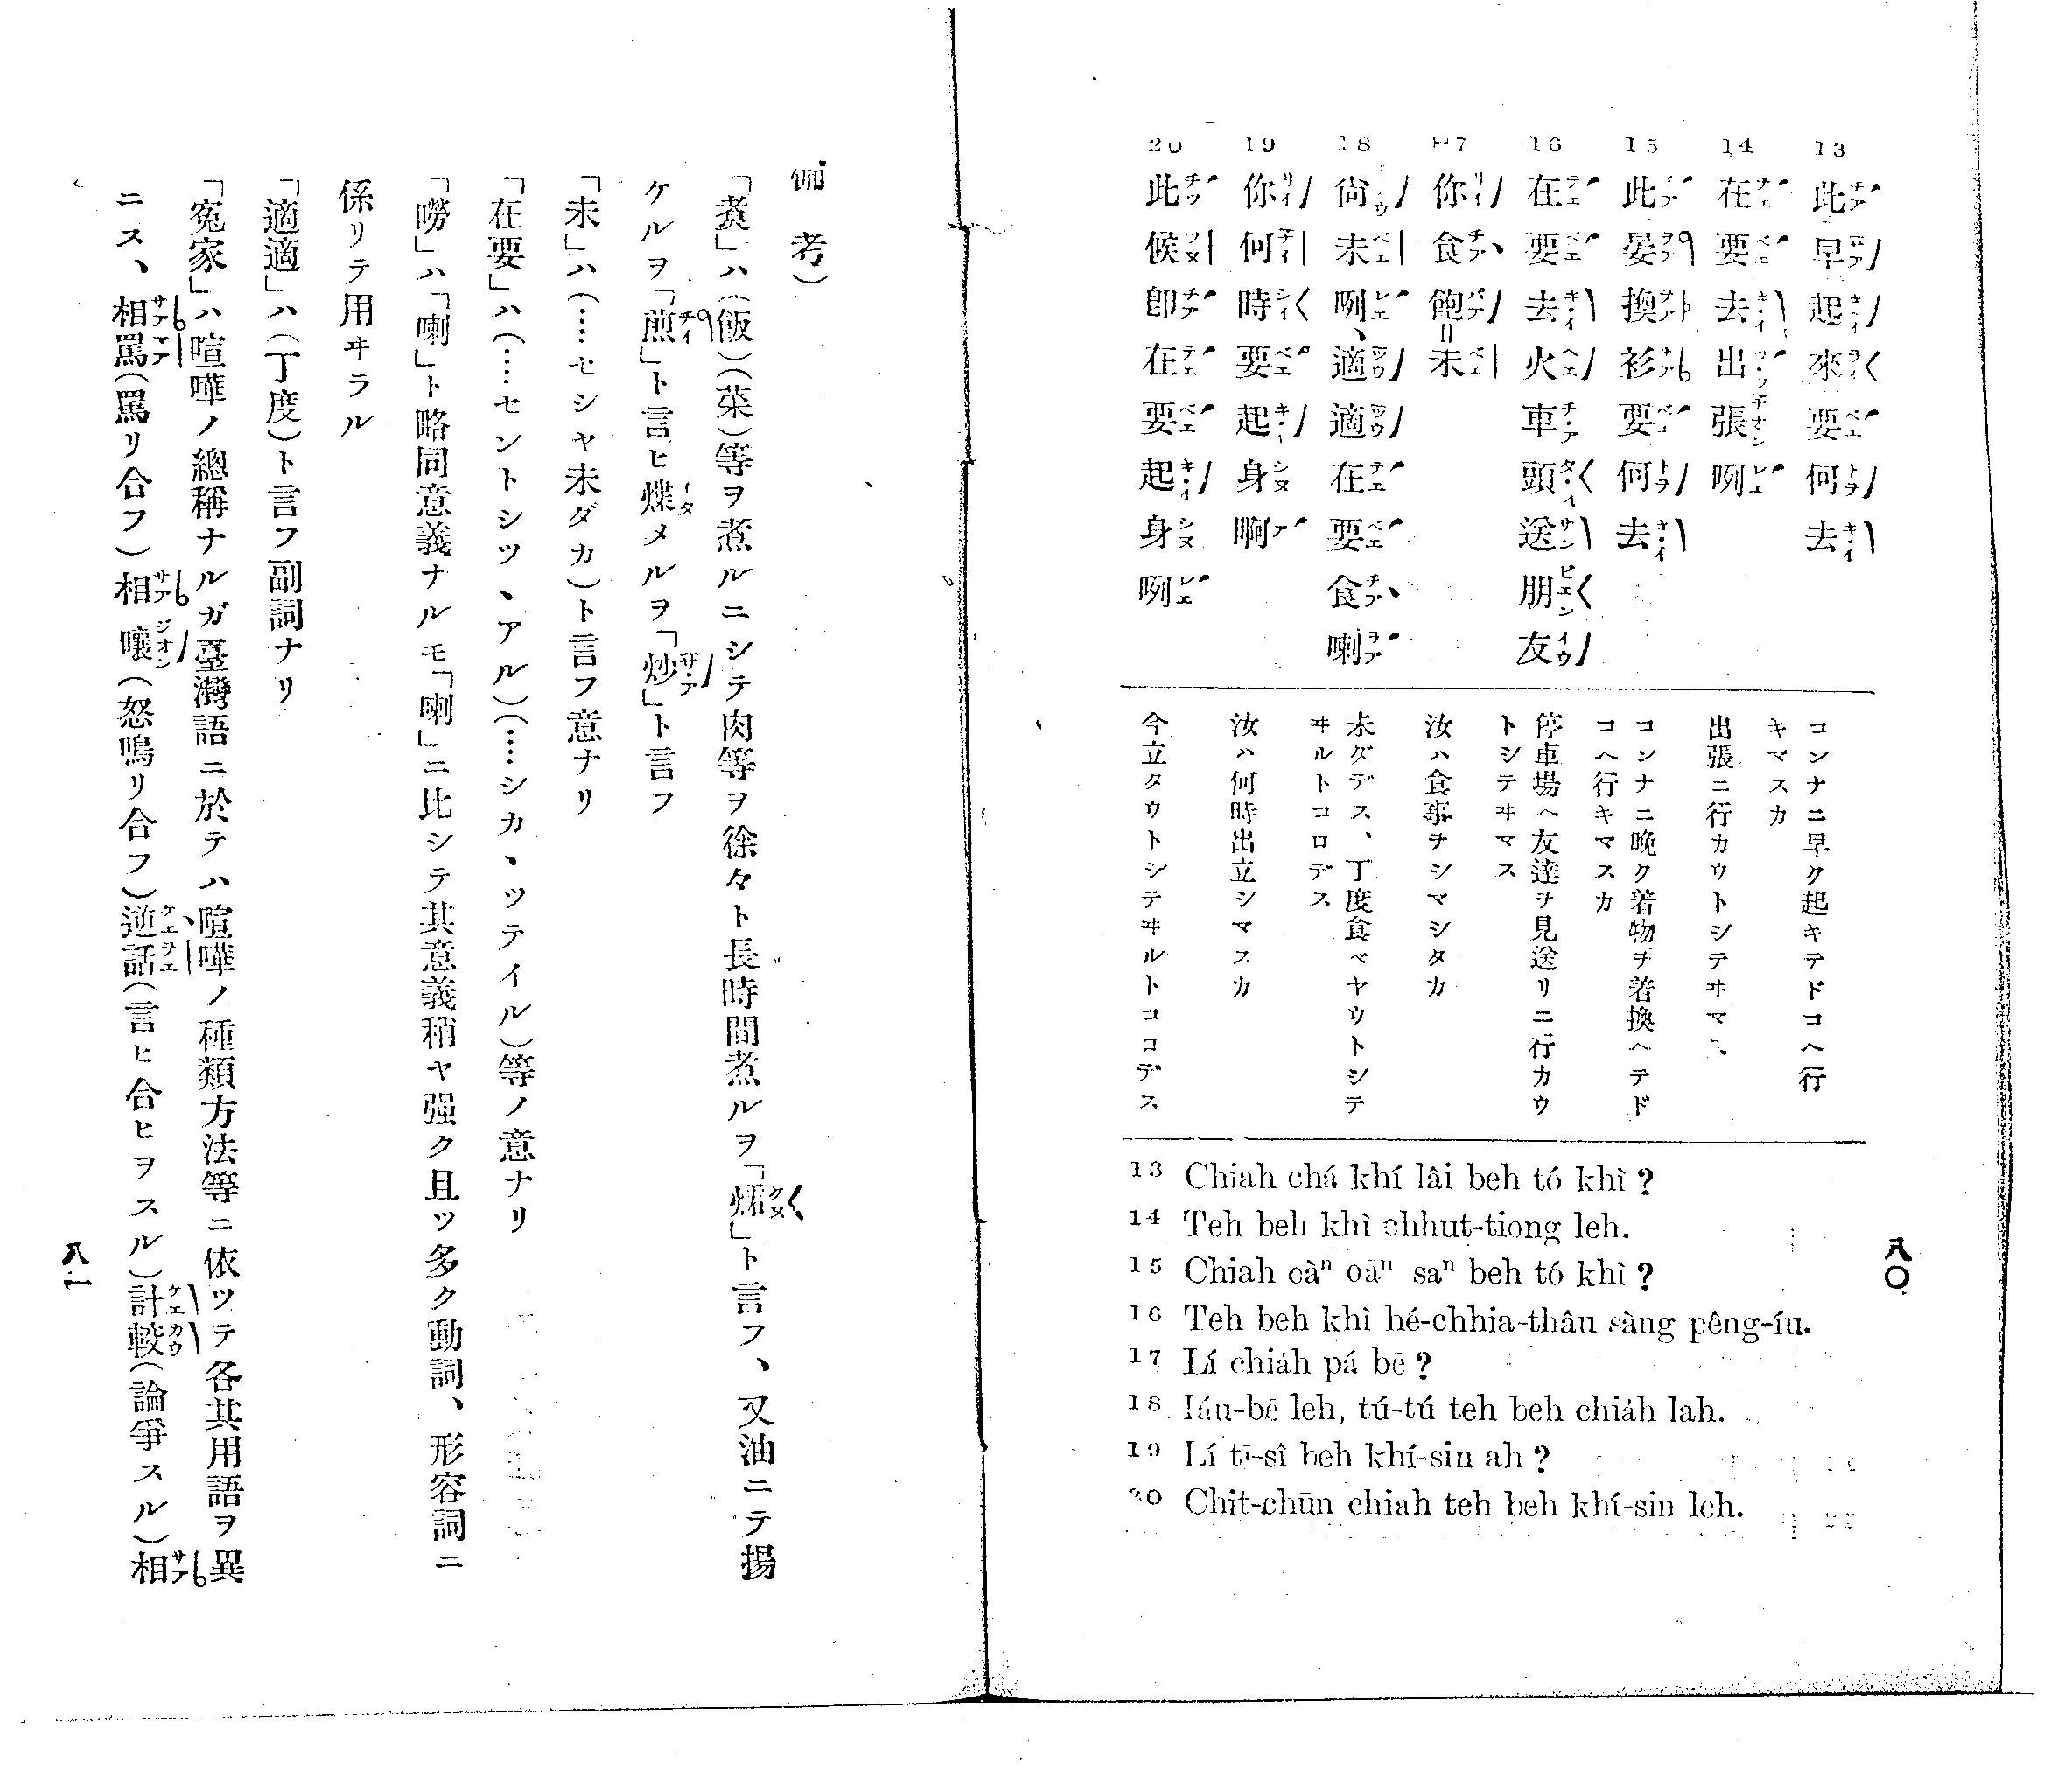 13 此早起來要何去
14 在要去出張咧
15 此晏換衫要何去
16 在要去火車頭送朋友
17 你食飽=未
18 尙未咧、適適在要食喇
19 你何時要起身啊
20 此候卽在要起身咧
コンナニ早ク起キテドコヘ行
キマスカ
出張ニ行カウトシテヰマス
コンナニ晚ク着物ヲ着換ヘテド
コヘ行キマスカ
停車場ヘ友達ヲ見送リニ行カウ
トシテヰマス
汝ハ食事ヲシマシタカ
未ダデス、丁度食ベヤウトシテ
ヰルトコロデス
汝ハ何時出立シマスカ
今立タウトシテヰルトコロデス
13 Chiah chá khí lâi beh tó khì?
14 Teh beh khì chhut-tiong leh.
15 Chiah oàⁿ oāⁿ saⁿ beh tó khì?
16 Teh beh khì hé-chhia-thâu sàng pêng-íu.
17 Lí chia̍h pá bē?
18 Iáu-bē leh, tú-tú teh beh chia̍h lah.
19 Lí tī-sî beh khí-sin ah?
20 Chit-chūn chiah teh beh khí-sin leh.
八〇
備考)
「煑」ハ(飯)(菜)等ヲ煮ルニシテ肉等ヲ徐々ト長時間煮ルヲ「㷛」ト言フ、又油ニテ揚
ケルヲ「煎」ト言ヒ煠メルヲ「炒」ト言フ
「未」ハ(……セシヤ未ダカ)ト言フ意ナリ
「在要」ハ(……セントシツヽアル)(……シカヽツテイル)等ノ意ナリ
「嘮」ハ「喇」ト略同意義ナルモ「喇」ニ比シテ其意義稍ヤ强ク且ツ多ク動詞、形容詞ニ
係リテ用ヰラル
「適適」ハ(丁度)ト言フ副詞ナリ
「寃家」ハ喧嘩ノ總稱ナルガ臺灣語ニ於テハ喧嘩ノ種類方法等ニ依ツテ各其用語ヲ異
ニス、相罵(罵リ合フ)相嚷(怒鳴リ合フ)逆話(言ヒ合ヒヲスル)計較(論爭スル)相
八一